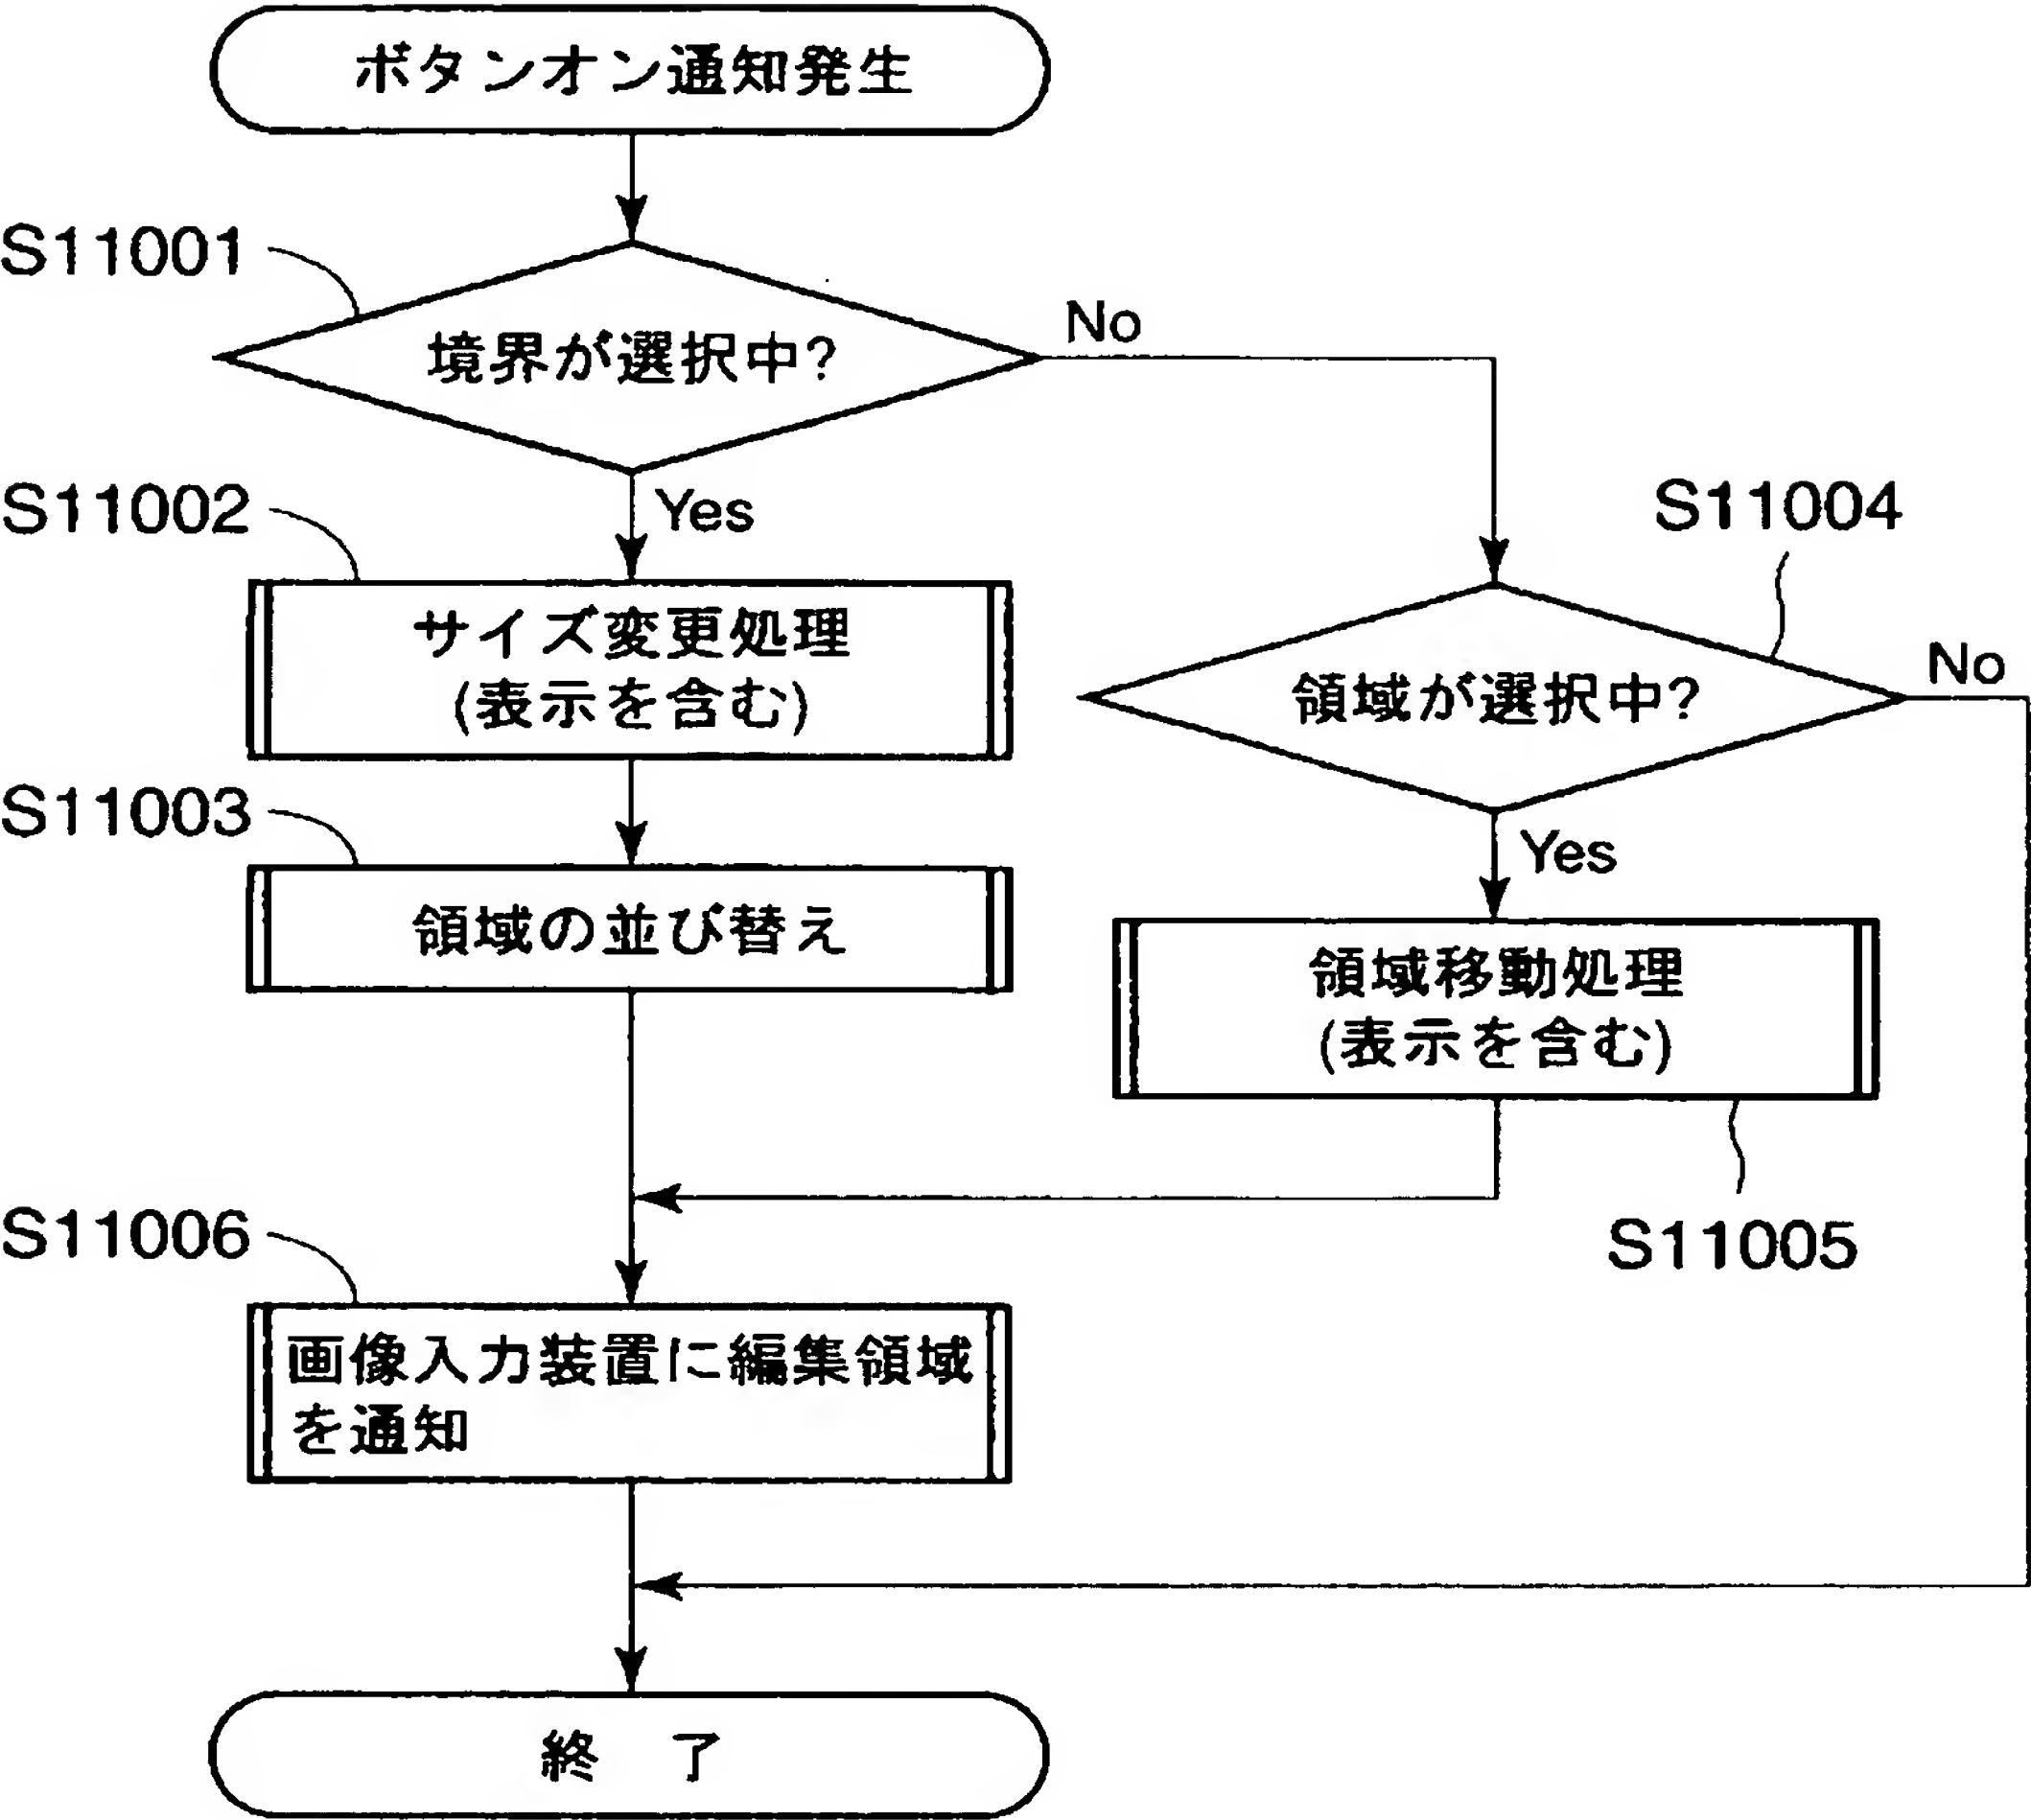 ボタンオン通知発生
S11001
境界が選択中?
No
S11002
Yes
サイズ変更処理
(表示を含む)
S11004
領域が選択中?
No
S11003
領域の並び替え
Yes
領域移動処理
(表示を含む)
S11005
S11006
画像入力装置に編集領域
を通知
終 了